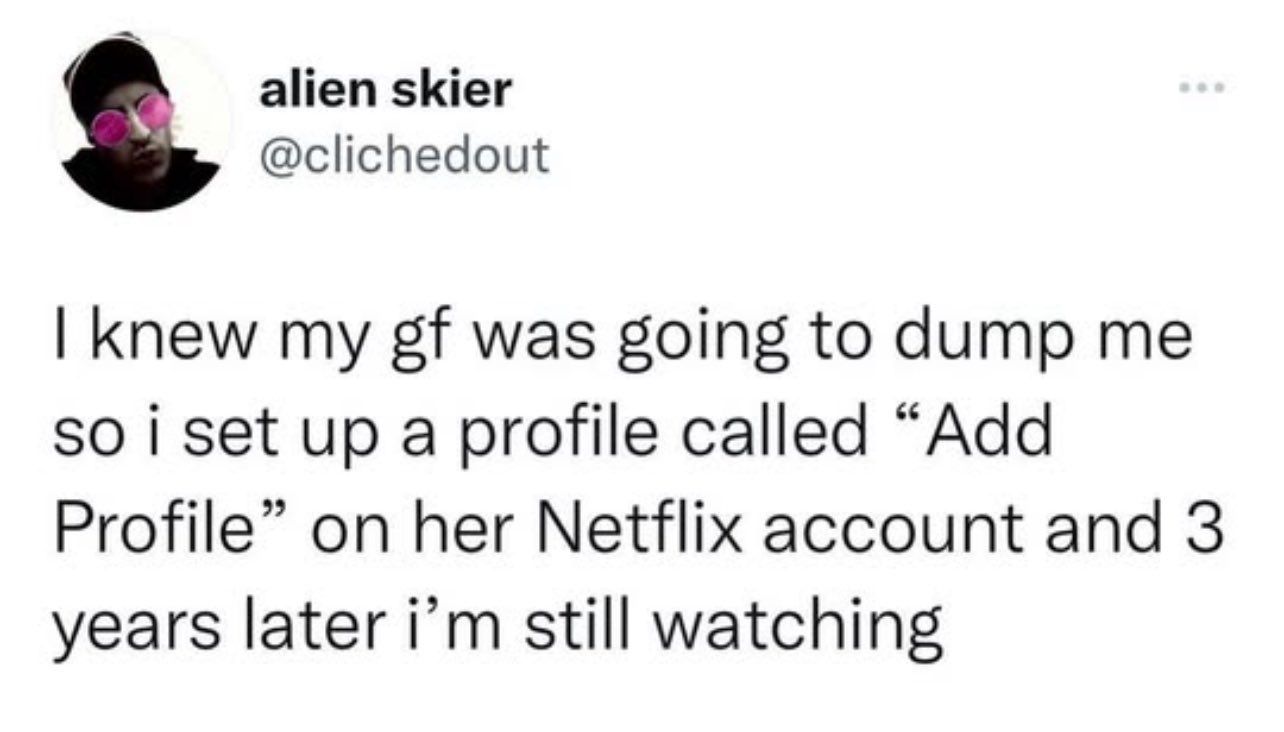 alien skier
@clichedout
I knew my gf was going to dump me
so i set up a profile called “Add
Profile” on her Netflix account and 3
years later i’m still watching